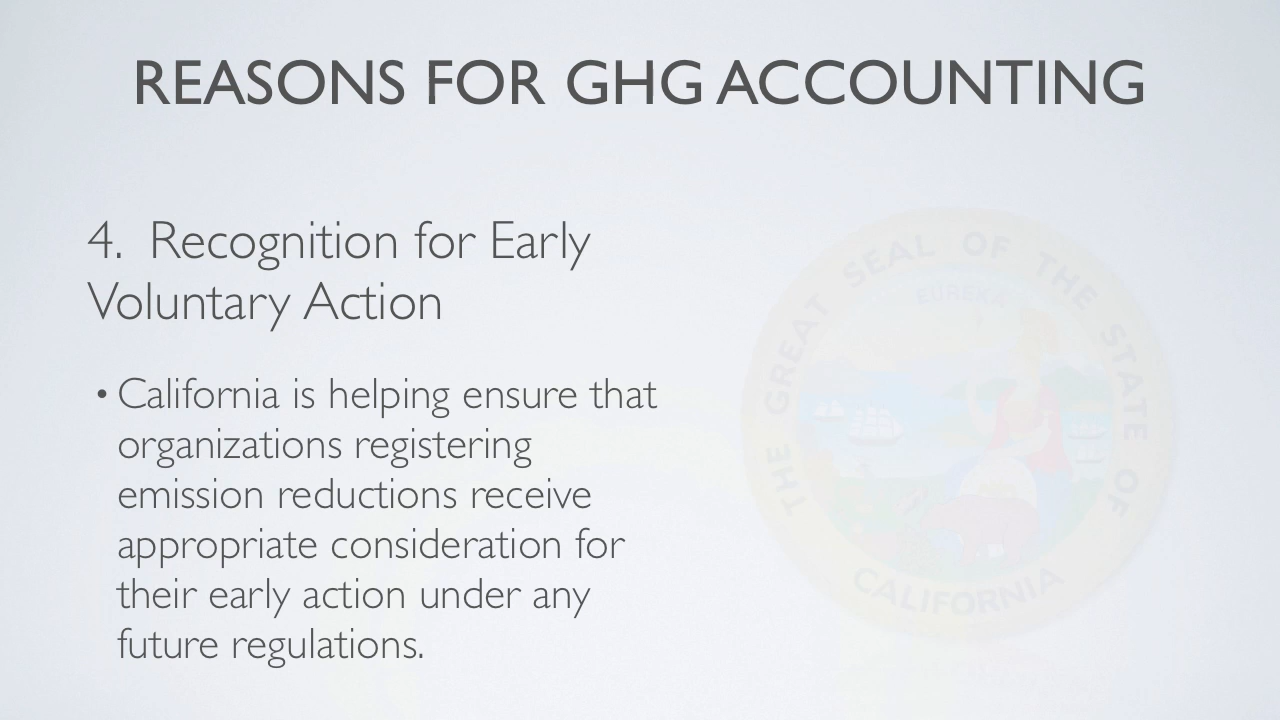 REASONS FOR GHG ACCOUNTING
4. Recognition for Early
Voluntary Action
• California is helping ensure that
organizations registering
emission reductions receive
appropriate consideration for
their early action under any
future regulations.
THE GREAT SEAL OF THE STATE OF
EUREKA
CALIFORNIA